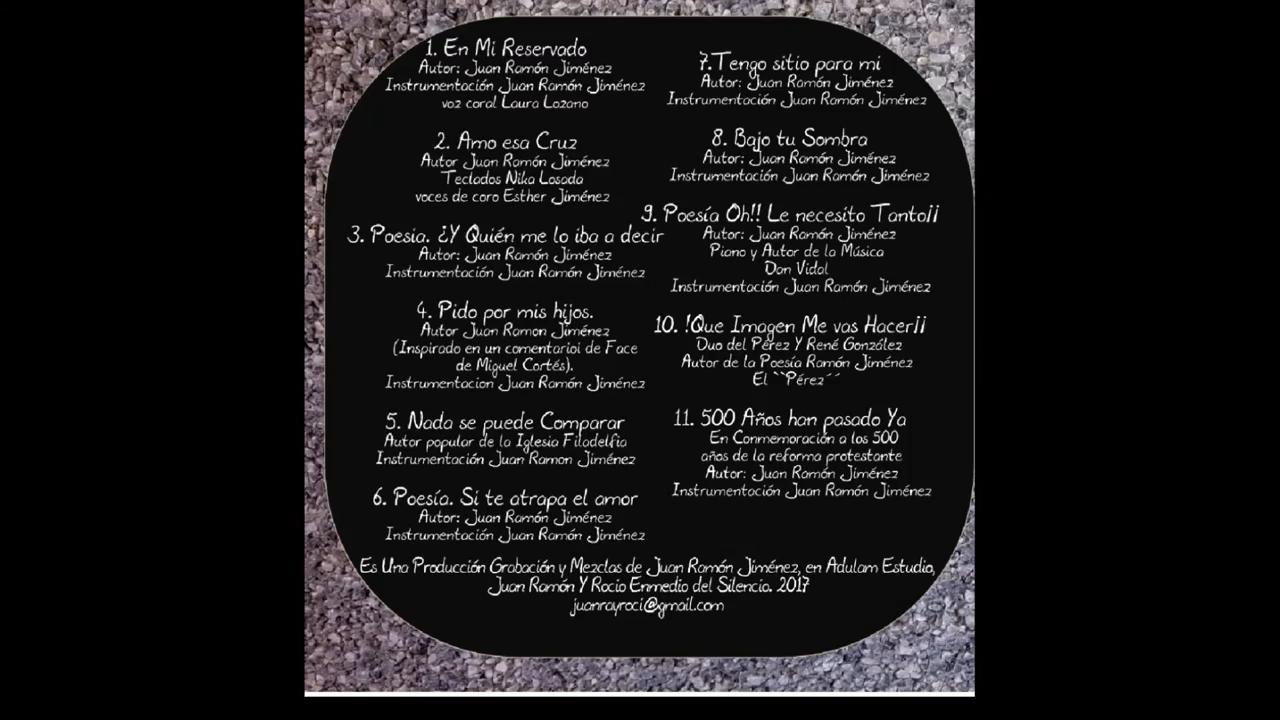 1. En Mi Reservado
Autor: Juan Ramón Jiménez
Instrumentación Juan Ramón Jiménez
voz coral Laura Lozano
2. Amo esa Cruz
Autor Juan Ramón Jiménez
Teclados Nika Losada
voces de coro Esther Jiménez
3. Poesia. ¿Y Quién me lo iba a decir
Autor: Juan Ramón Jiménez
Instrumentación Juan Ramón Jiménez
4. Pido por mis hijos.
Autor Juan Ramon Jiménez
(Inspirado en un comentarioi de Face
de Miguel Cortés).
Instrumentacion Juan Ramón Jiménez
5. Nada se puede Comparar
Autor popular de la Iglesia Filadelfia
Instrumentación Juan Ramon Jiménez
6. Poesía. Si te atrapa el amor
Autor: Juan Ramón Jiménez
Instrumentación Juan Ramón Jiménez
7.Tengo sitio para mi
Autor: Juan Ramón Jiménez
Instrumentación Juan Ramón Jiménez
8. Bajo tu Sombra
Autor: Juan Ramón Jiménez
Instrumentación Juan Ramón Jiménez
9. Poesía Oh!! Le necesito Tanto¡¡
Autor: Juan Ramón Jiménez
Piano y Autor de la Música
Don Vidal
Instrumentación Juan Ramón Jiménez
10. !Que Imagen Me vas Hacer¡¡
Duo del Pérez Y René González
Autor de la Poesía Ramón Jiménez
El ``Pérez´´
11. 500 Años han pasado Ya
En Conmemoración a los 500
años de la reforma protestante
Autor: Juan Ramón Jiménez
Instrumentación Juan Ramón Jiménez
Es Una Producción Grabación y Mezclas de Juan Ramón Jiménez, en Adulam Estudio,
Juan Ramón Y Rocio Enmedio del Silencio. 2017
juanrayroci@gmail.com